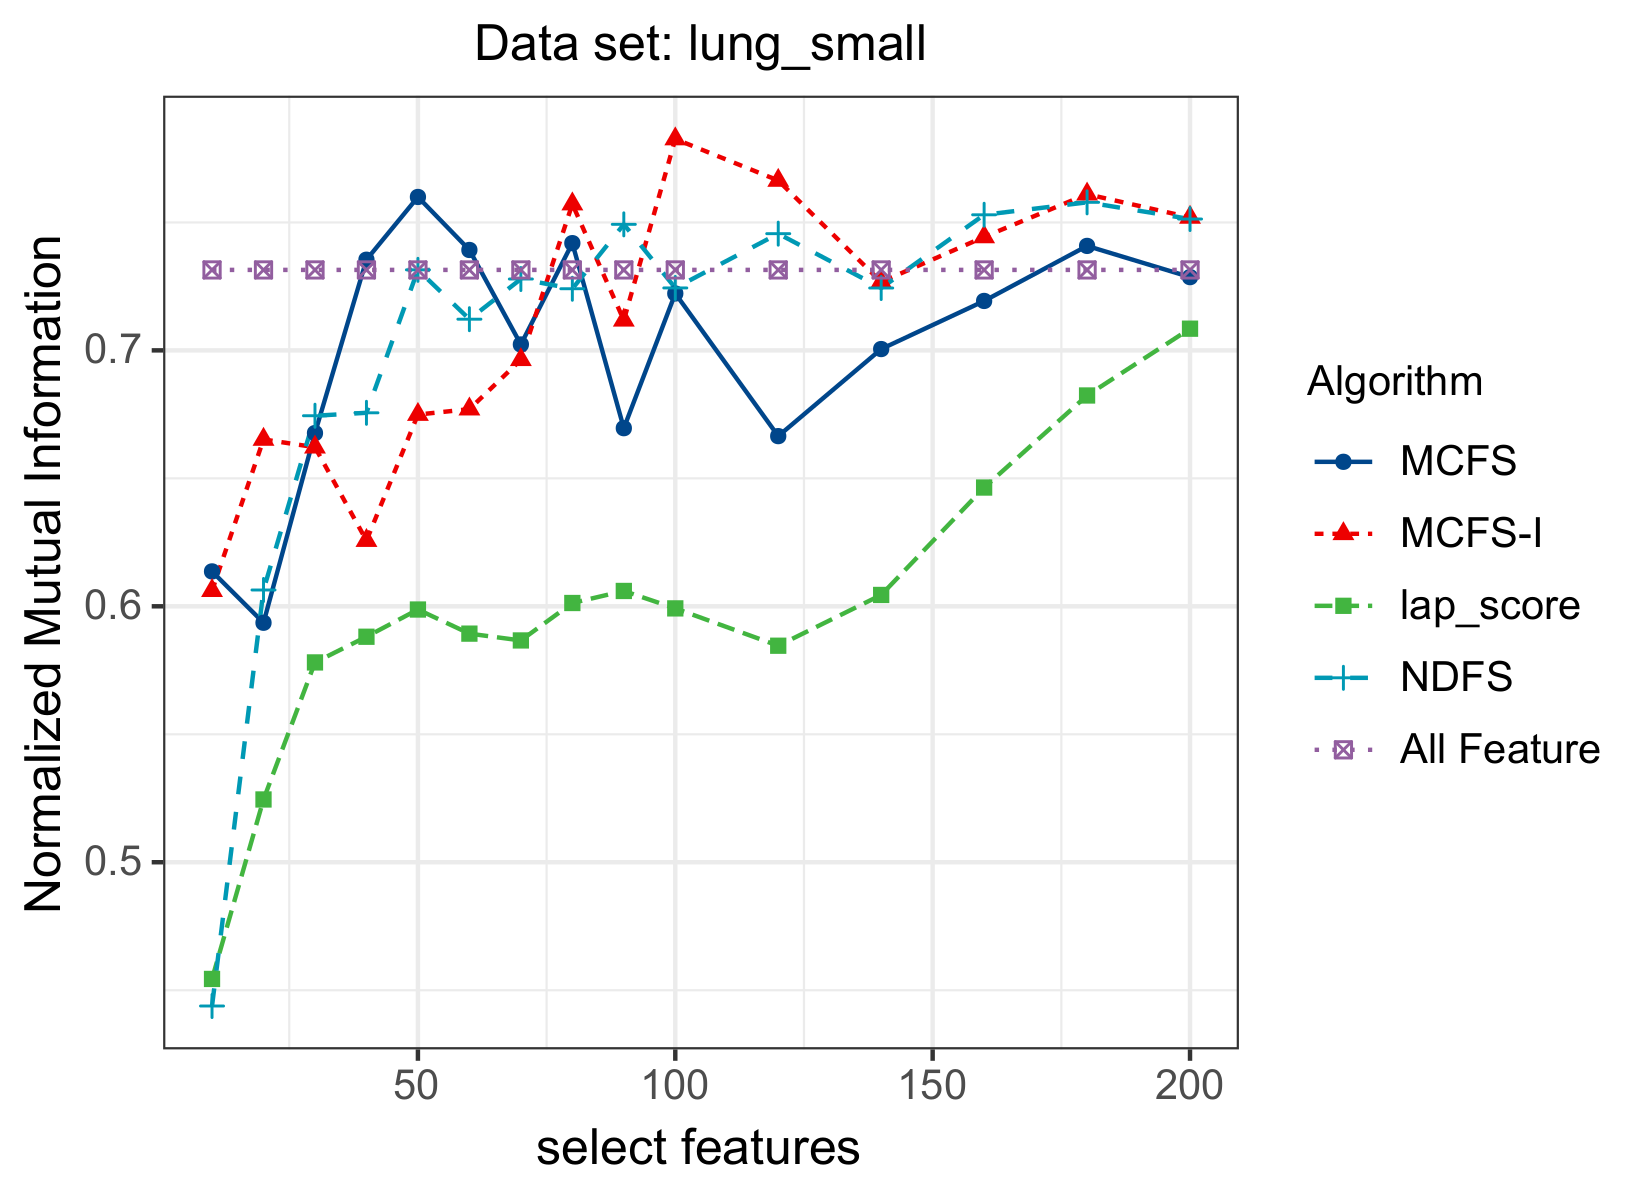 Data set: lung_small
Normalized Mutual Information
0.7
0.6
0.5
50
100
150
200
select features
Algorithm
MCFS
MCFS-I
lap_score
NDFS
All Feature